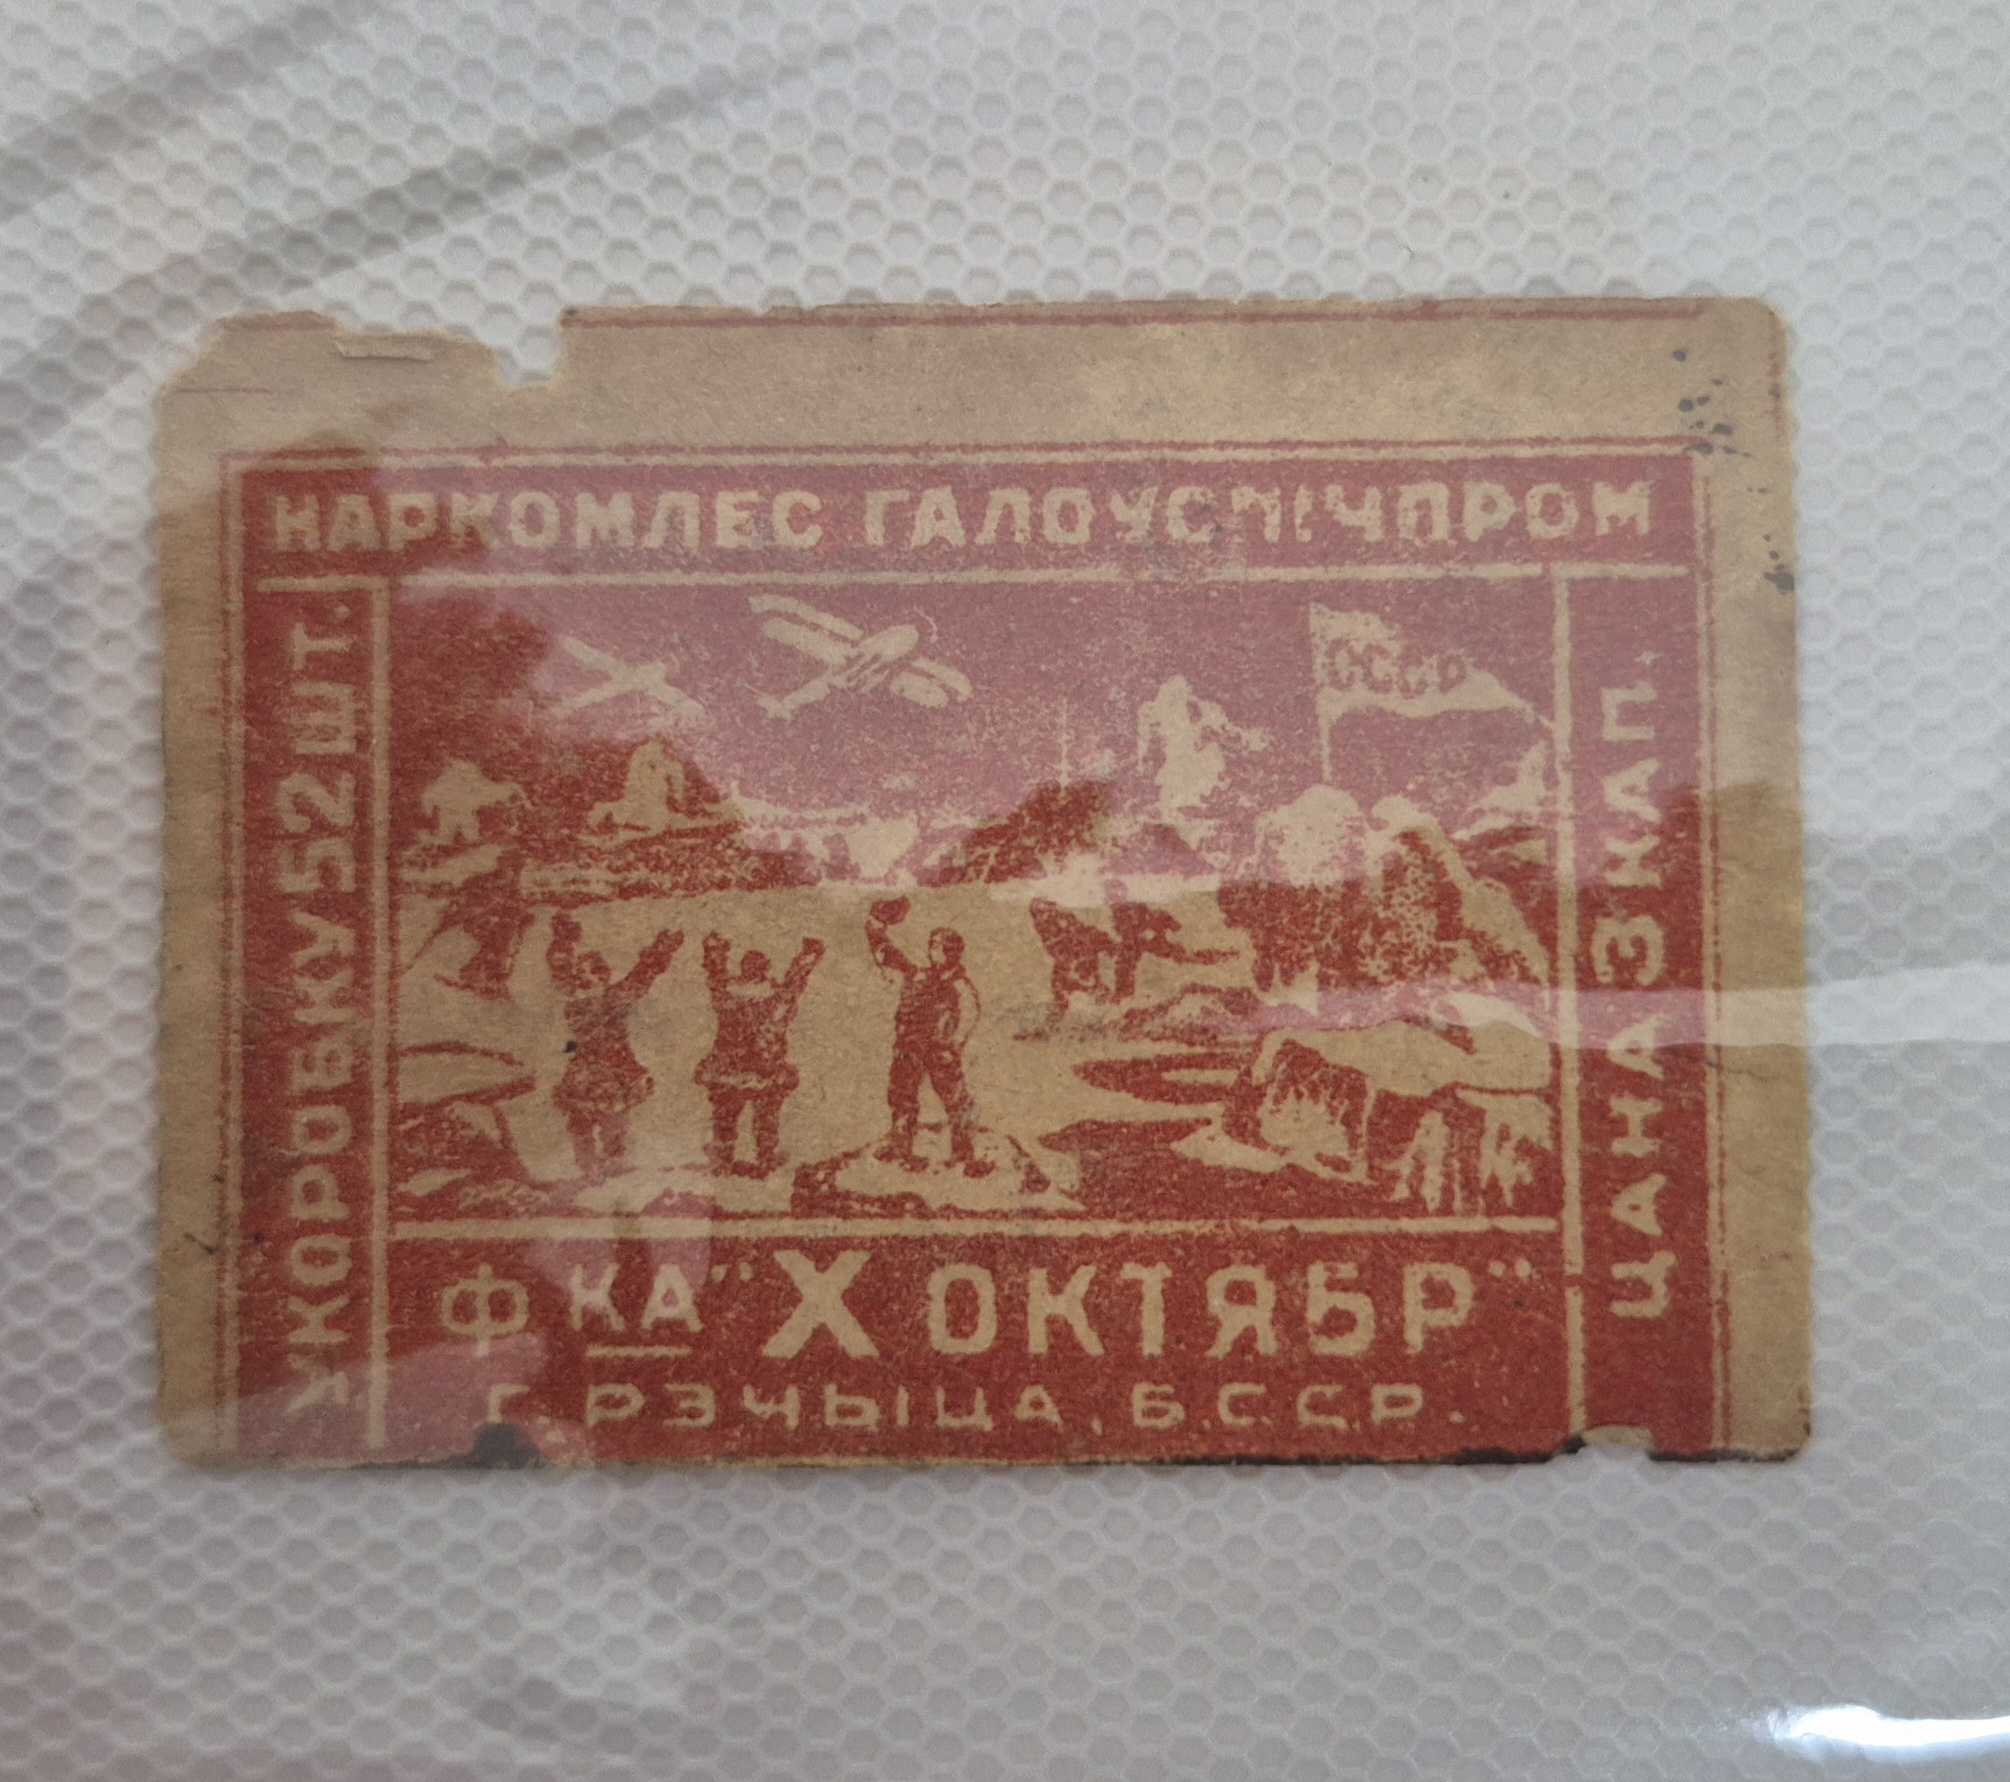 НАРКОМЛЕС ГАЛОУСПІЧПРОМ
У КОРОБКУ 52 ШТ.
СССР
ЦАНА 3 КАП.
Ф КА "Х ОКТЯБР"
Г. РЭЧЫЦА, Б.С.С.Р.